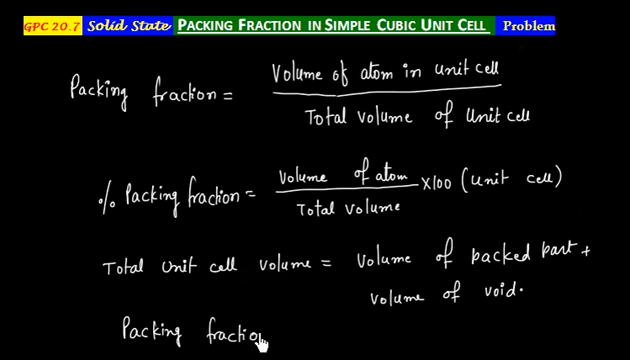 GPC 20.7 Solid State PACKING FRACTION IN SIMPLE CUBIC UNIT CELL Problem
Packing fraction = Volume of atom in unit cell
Total volume of unit cell
% Packing fraction = Volume of atom ×100 (Unit cell)
Total volume
Total unit cell volume = Volume of packed part +
volume of void.
Packing fraction